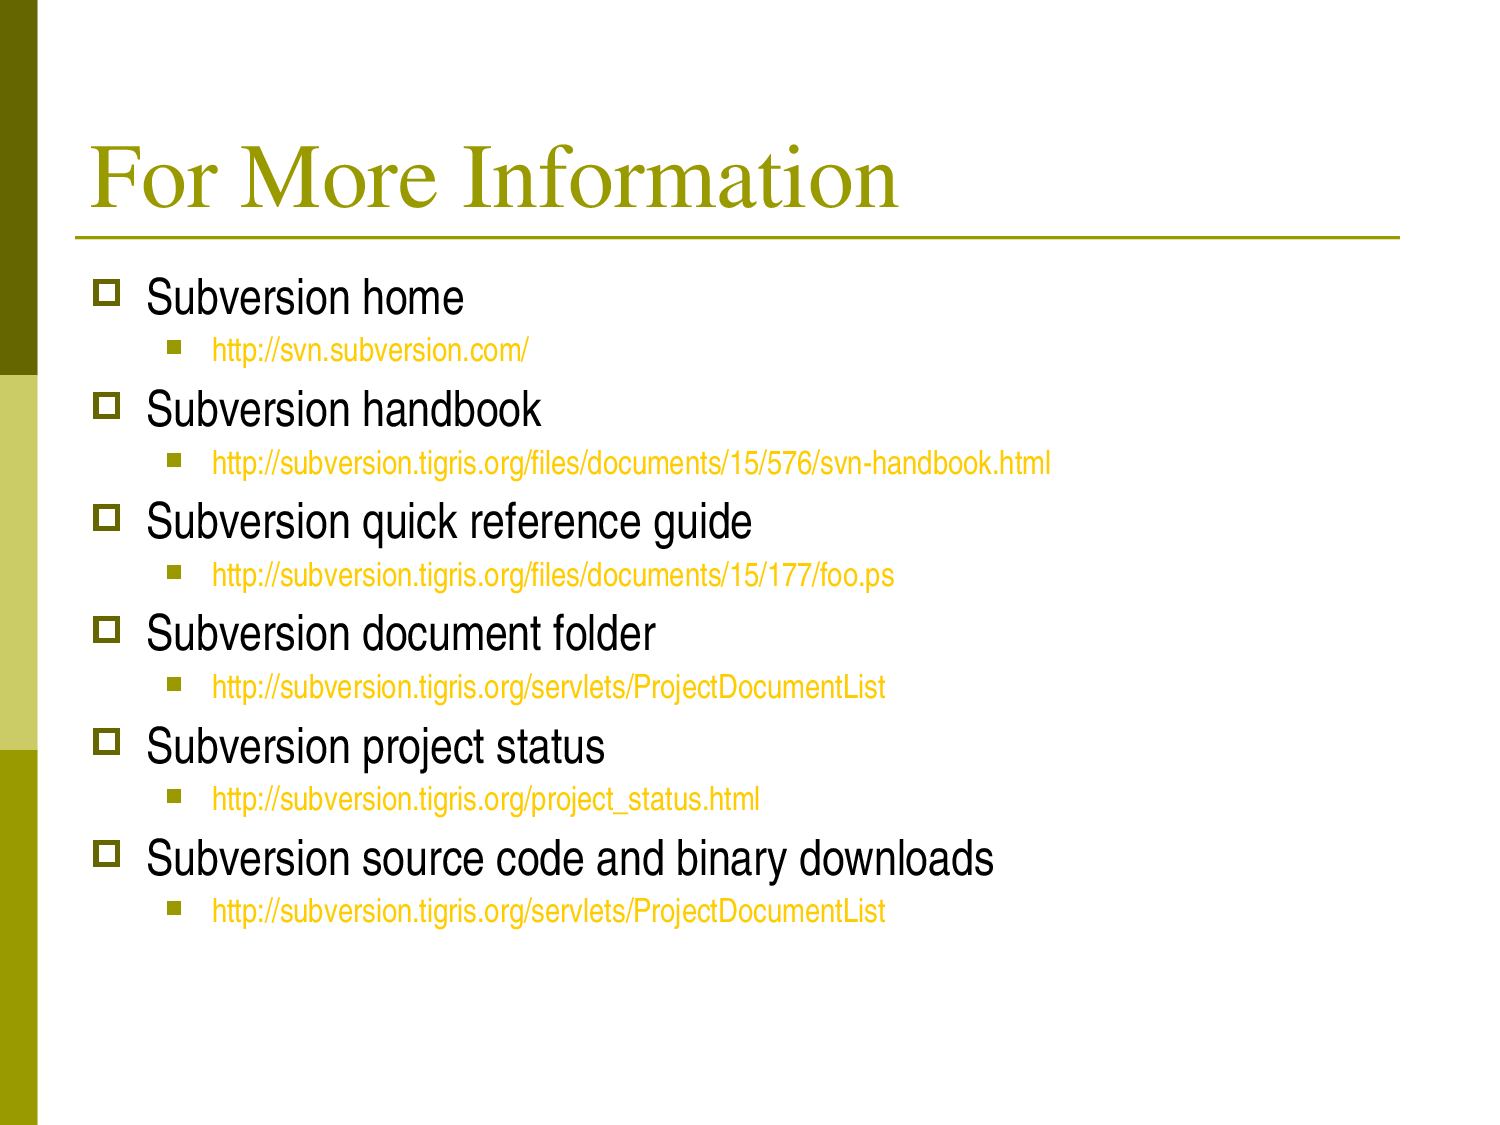 For More Information
Subversion home
http://svn.subversion.com/
Subversion handbook
http://subversion.tigris.org/files/documents/15/576/svn-handbook.html
Subversion quick reference guide
http://subversion.tigris.org/files/documents/15/177/foo.ps
Subversion document folder
http://subversion.tigris.org/servlets/ProjectDocumentList
Subversion project status
http://subversion.tigris.org/project_status.html
Subversion source code and binary downloads
http://subversion.tigris.org/servlets/ProjectDocumentList